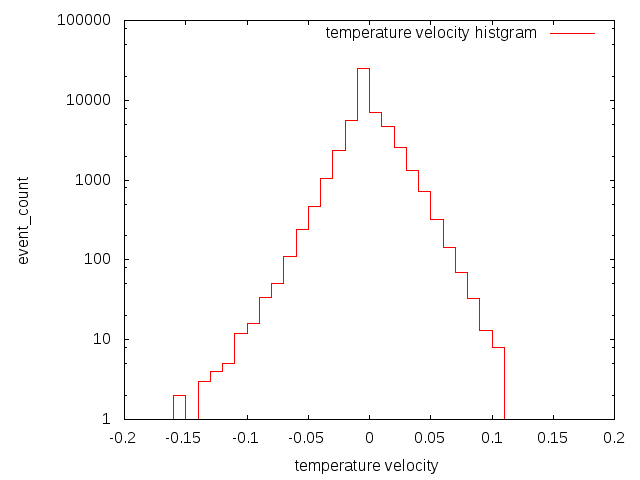 temperature velocity histgram
100000
10000
1000
100
10
1
event_count
-0.2 -0.15 -0.1 -0.05 0 0.05 0.1 0.15 0.2
temperature velocity